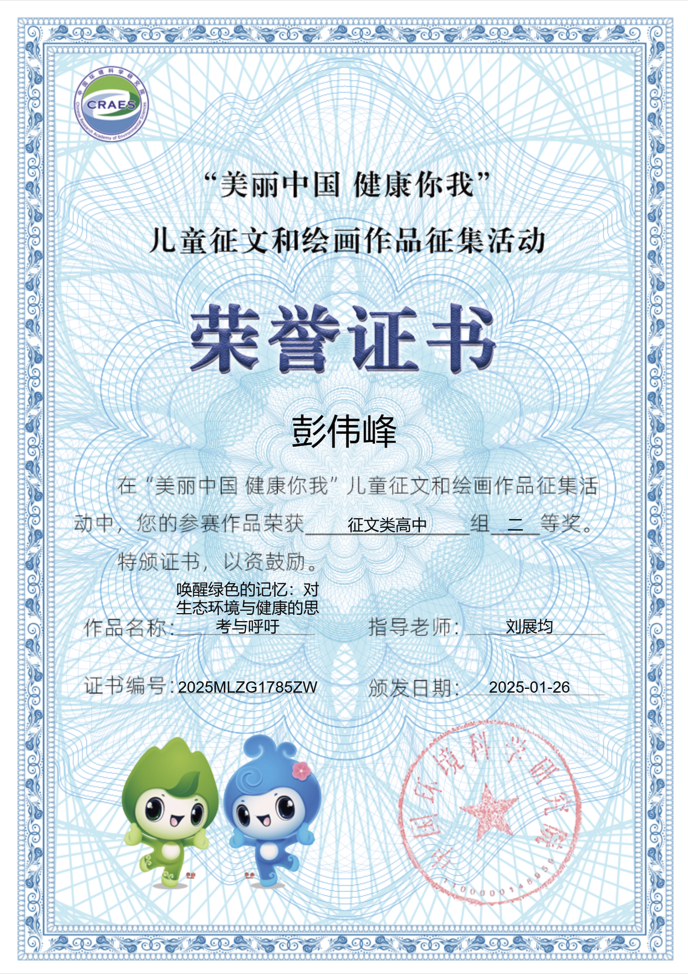 CRAES
“美丽中国 健康你我”
儿童征文和绘画作品征集活动
荣誉证书
彭伟峰
在“美丽中国 健康你我”儿童征文和绘画作品征集活
动中，您的参赛作品荣获 征文类高中 组 二 等奖。
特颁证书，以资鼓励。
作品名称：唤醒绿色的记忆：对
生态环境与健康的思
考与呼吁
指导老师：刘展均
证书编号：2025MLZG1785ZW
颁发日期：2025-01-26
中国环境科学研究院